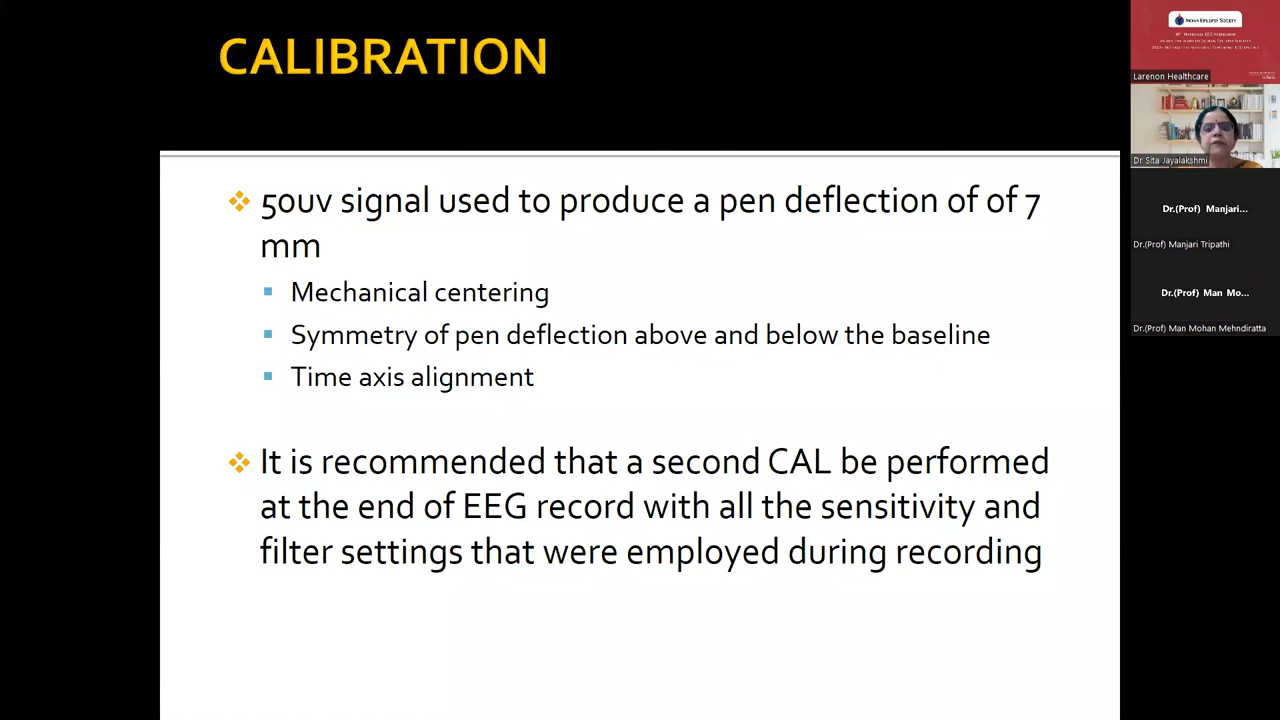 CALIBRATION
50uv signal used to produce a pen deflection of of 7
mm
Mechanical centering
Symmetry of pen deflection above and below the baseline
Time axis alignment
It is recommended that a second CAL be performed
at the end of EEG record with all the sensitivity and
filter settings that were employed during recording
INDIAN EPILEPSY SOCIETY
Larenon Healthcare
Dr Sita Jayalakshmi
Dr.(Prof) Manjari...
Dr.(Prof) Manjari Tripathi
Dr.(Prof) Man Mo...
Dr.(Prof) Man Mohan Mehndiratta